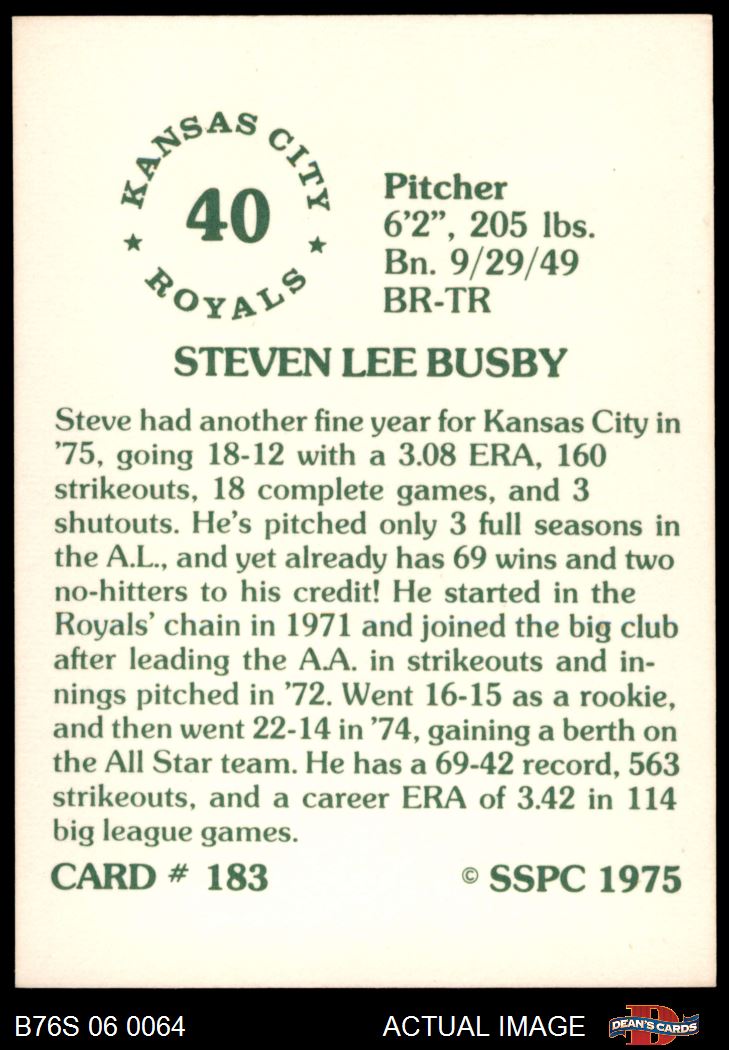 KANSAS CITY
40
ROYALS
Pitcher
6'2", 205 lbs.
Bn. 9/29/49
BR-TR
STEVEN LEE BUSBY
Steve had another fine year for Kansas City in
'75, going 18-12 with a 3.08 ERA, 160
strikeouts, 18 complete games, and 3
shutouts. He's pitched only 3 full seasons in
the A.L., and yet already has 69 wins and two
no-hitters to his credit! He started in the
Royals' chain in 1971 and joined the big club
after leading the A.A. in strikeouts and in-
nings pitched in '72. Went 16-15 as a rookie,
and then went 22-14 in '74, gaining a berth on
the All Star team. He has a 69-42 record, 563
strikeouts, and a career ERA of 3.42 in 114
big league games.
CARD # 183 © SSPC 1975
B76S 06 0064 ACTUAL IMAGE D DEAN'S CARDS